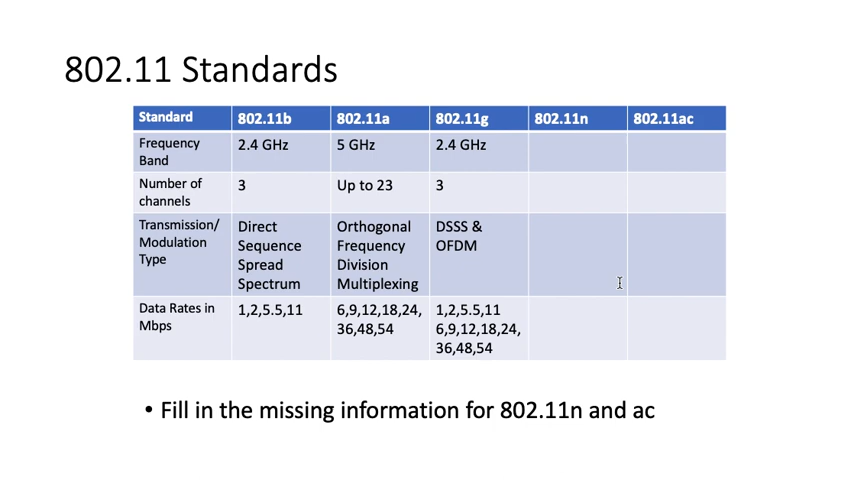 802.11 Standards
Standard 802.11b 802.11a 802.11g 802.11n 802.11ac
Frequency Band 2.4 GHz 5 GHz 2.4 GHz
Number of channels 3 Up to 23 3
Transmission/ Modulation Type Direct Sequence Spread Spectrum Orthogonal Frequency Division Multiplexing DSSS & OFDM
Data Rates in Mbps 1,2,5.5,11 6,9,12,18,24, 36,48,54 1,2,5.5,11 6,9,12,18,24, 36,48,54
• Fill in the missing information for 802.11n and ac